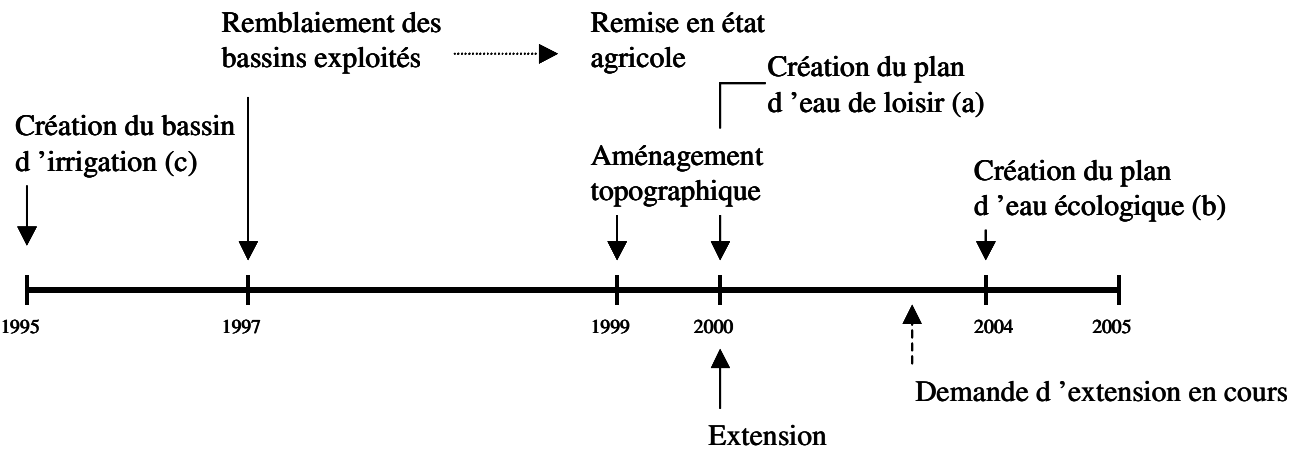 Remblaiement des
bassins exploités
Remise en état
agricole
Création du plan
d ’eau de loisir (a)
Création du bassin
d ’irrigation (c)
Aménagement
topographique
Création du plan
d ’eau écologique (b)
1995
1997
1999
2000
2004
2005
Demande d ’extension en cours
Extension